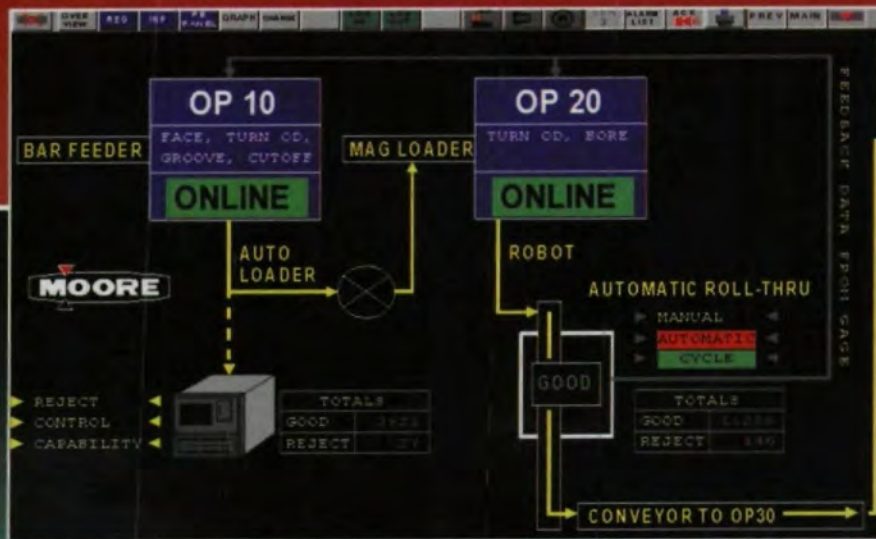 OVER VIEW
GRAPH
CHANGE
ALARM LIST
ACK
PREV
MAIN
OP 10
FACE, TURN OD,
GROOVE, CUTOFF
ONLINE
BAR FEEDER
MAG LOADER
OP 20
TURN OD, BORE
ONLINE
FEEDBACK DATA FROM GAGE
AUTO
LOADER
ROBOT
MOORE
AUTOMATIC ROLL-THRU
MANUAL
AUTOMATIC
CYCLE
GOOD
REJECT
CONTROL
CAPABILITY
TOTALS
GOOD
REJECT
TOTALS
GOOD
REJECT
CONVEYOR TO OP30